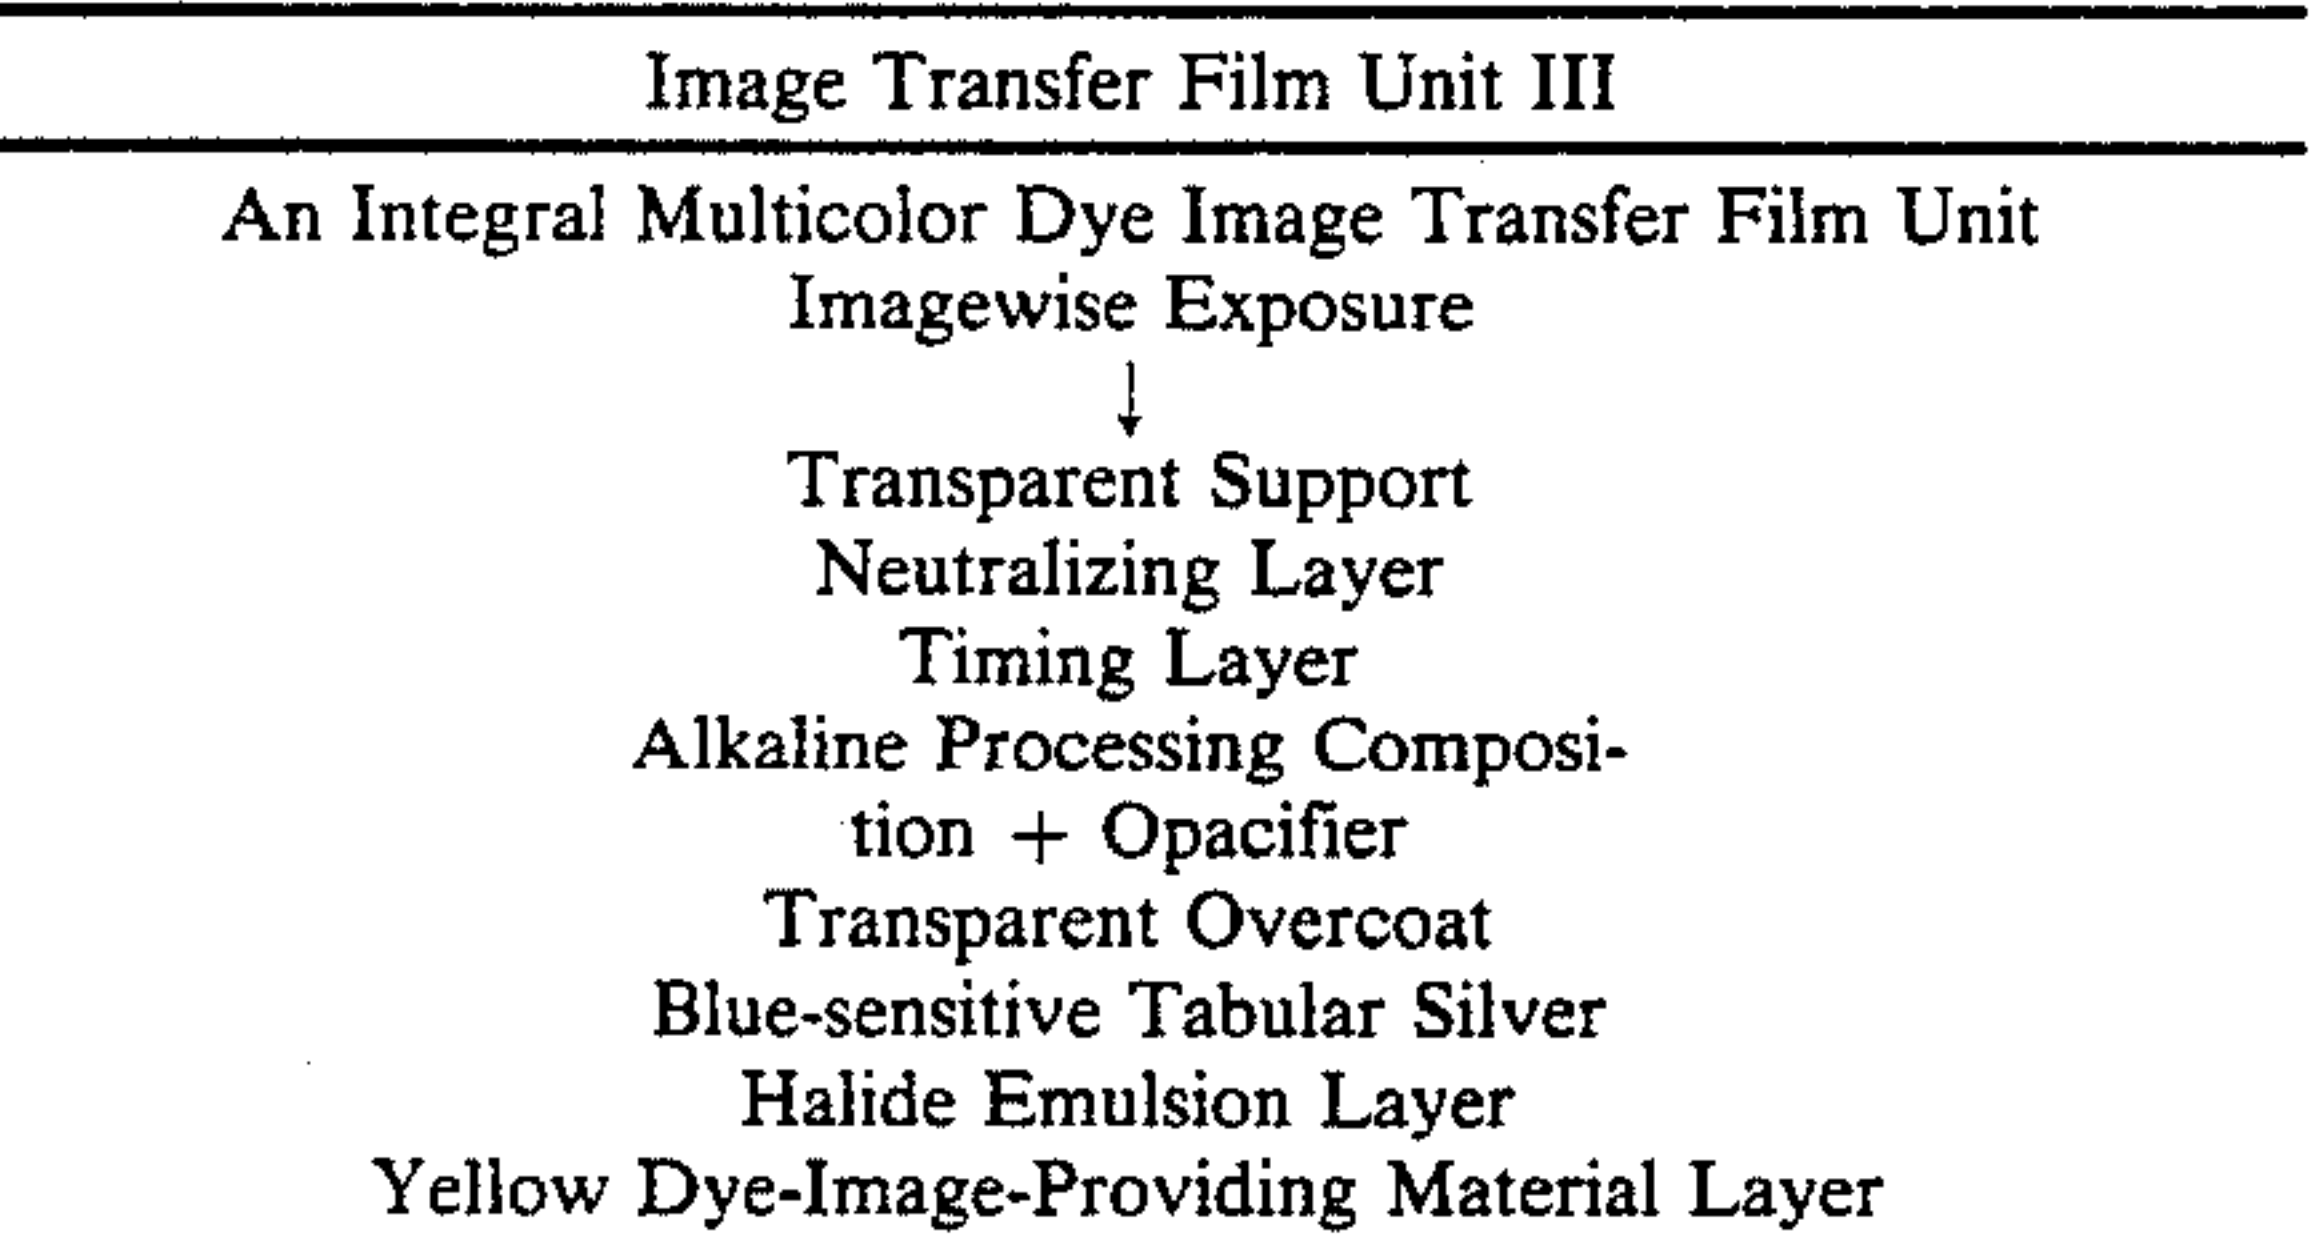 Image Transfer Film Unit III
An Integral Multicolor Dye Image Transfer Film Unit
Imagewise Exposure
↓
Transparent Support
Neutralizing Layer
Timing Layer
Alkaline Processing Composi-
tion + Opacifier
Transparent Overcoat
Blue-sensitive Tabular Silver
Halide Emulsion Layer
Yellow Dye-Image-Providing Material Layer